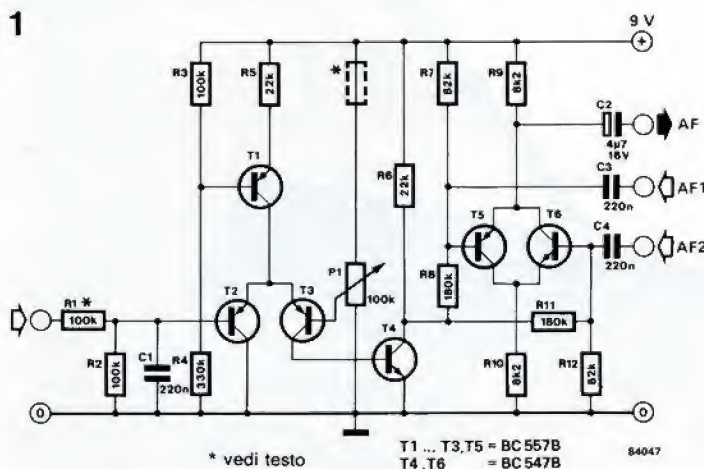 1
9 V
+
R3
100k
R5
22k
*
R7
82k
R9
8k2
C2
4µ7
16V
AF
C3
220n
AF1
T1
R6
22k
T5
T6
C4
220n
AF2
R1 *
100k
T2
T3
P1
100k
R8
180k
R11
180k
T4
R2
100k
C1
220n
R4
330k
R10
8k2
R12
82k
0
0
* vedi testo
T1 ... T3,T5 = BC557B
T4 ,T6 = BC547B
84047